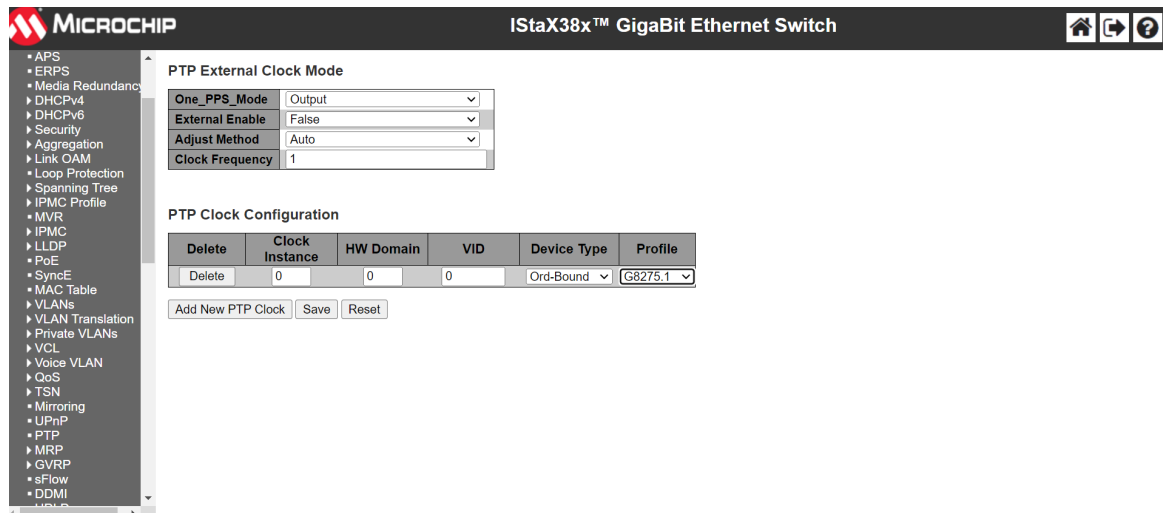 MICROCHIP
IStaX38x™ GigaBit Ethernet Switch
APS
ERPS
Media Redundancy
DHCPv4
DHCPv6
Security
Aggregation
Link OAM
Loop Protection
Spanning Tree
IPMC Profile
MVR
IPMC
LLDP
PoE
SyncE
MAC Table
VLANs
VLAN Translation
Private VLANs
VCL
Voice VLAN
QoS
TSN
Mirroring
UPnP
PTP
MRP
GVRP
sFlow
DDMI
PTP External Clock Mode
One_PPS_Mode Output
External Enable False
Adjust Method Auto
Clock Frequency 1
PTP Clock Configuration
Delete Clock Instance HW Domain VID Device Type Profile
Delete 0 0 0 Ord-Bound G8275.1
Add New PTP Clock Save Reset